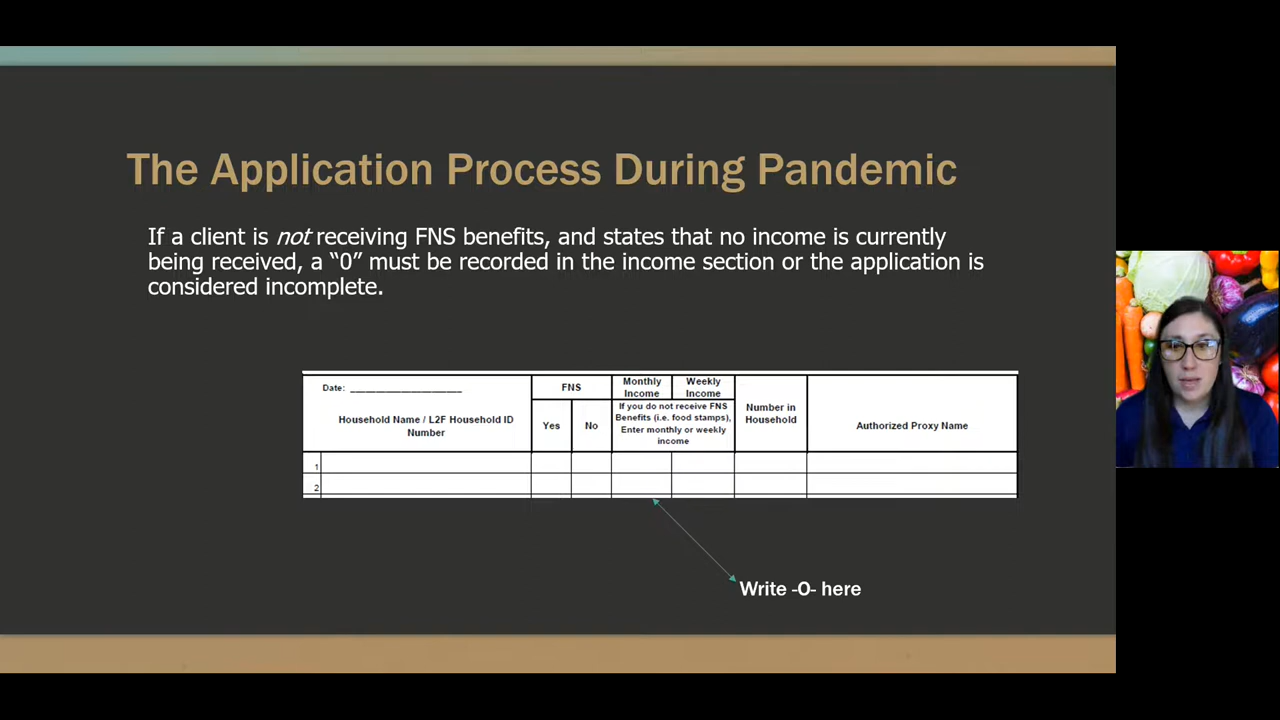 The Application Process During Pandemic
If a client is not receiving FNS benefits, and states that no income is currently
being received, a “0” must be recorded in the income section or the application is
considered incomplete.
Date: ____________________
Household Name / L2F Household ID
Number
FNS
Yes
No
Monthly
Income
Weekly
Income
If you do not receive FNS
Benefits (i.e. food stamps),
Enter monthly or weekly
income
Number in
Household
Authorized Proxy Name
1
2
Write -0- here